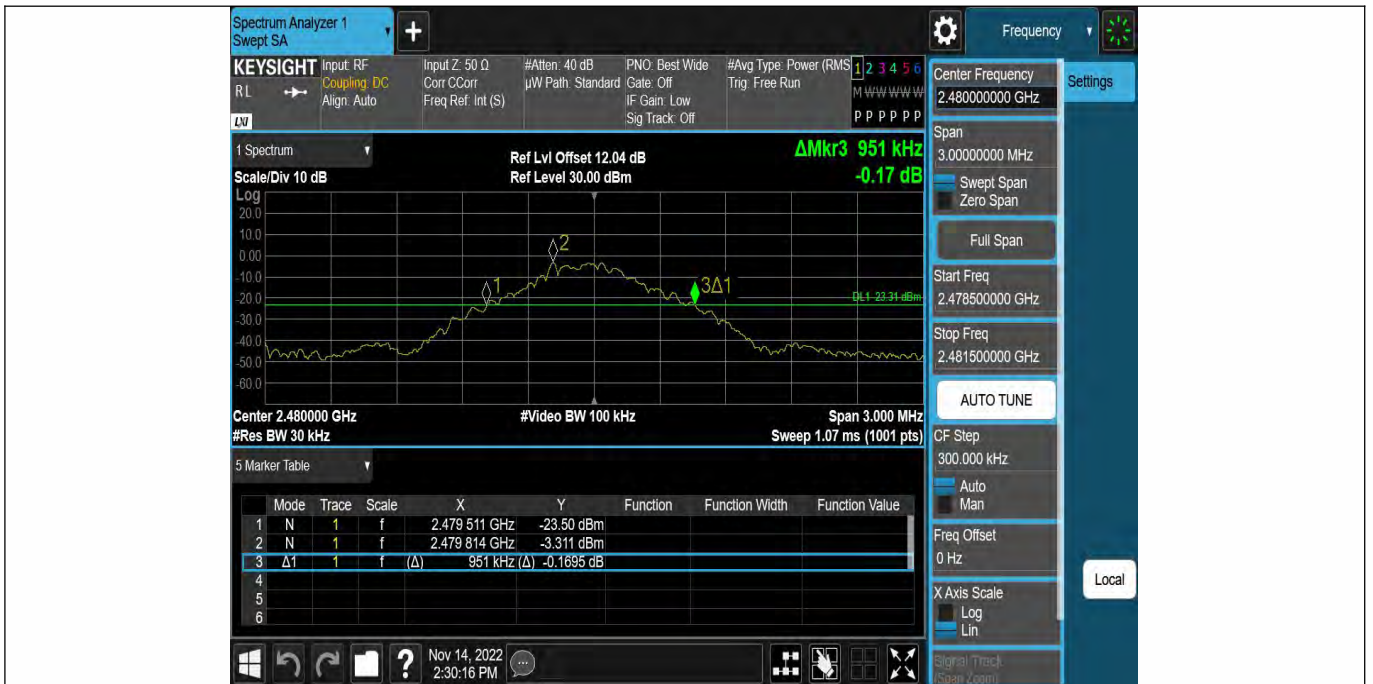 Spectrum Analyzer 1
Swept SA
+
Frequency
KEYSIGHT
RL
LXI
Input: RF
Coupling: DC
Align: Auto
Input Z: 50 Ω
Corr CCorr
Freq Ref: Int (S)
#Atten: 40 dB
µW Path: Standard
PNO: Best Wide
Gate: Off
IF Gain: Low
Sig Track: Off
#Avg Type: Power (RMS
Trig: Free Run
1 2 3 4 5 6
M W W W W W
P P P P P P
1 Spectrum
Scale/Div 10 dB
Log
Ref Lvl Offset 12.04 dB
Ref Level 30.00 dBm
ΔMkr3 951 kHz
-0.17 dB
20.0
10.0
0.00
-10.0
-20.0
-30.0
-40.0
-50.0
-60.0
1
2
3Δ1
DL1 -23.31 dBm
Center 2.480000 GHz
#Video BW 100 kHz
Span 3.000 MHz
#Res BW 30 kHz
Sweep 1.07 ms (1001 pts)
5 Marker Table
Mode Trace Scale X Y Function Function Width Function Value
1 N 1 f 2.479 511 GHz -23.50 dBm
2 N 1 f 2.479 814 GHz -3.311 dBm
3 Δ1 1 f (Δ) 951 kHz (Δ) -0.1695 dB
4
5
6
?
Nov 14, 2022
2:30:16 PM
Center Frequency
2.480000000 GHz
Settings
Span
3.00000000 MHz
Swept Span
Zero Span
Full Span
Start Freq
2.478500000 GHz
Stop Freq
2.481500000 GHz
AUTO TUNE
CF Step
300.000 kHz
Auto
Man
Freq Offset
0 Hz
X Axis Scale
Log
Lin
Local
Signal Track
(Span Zoom)